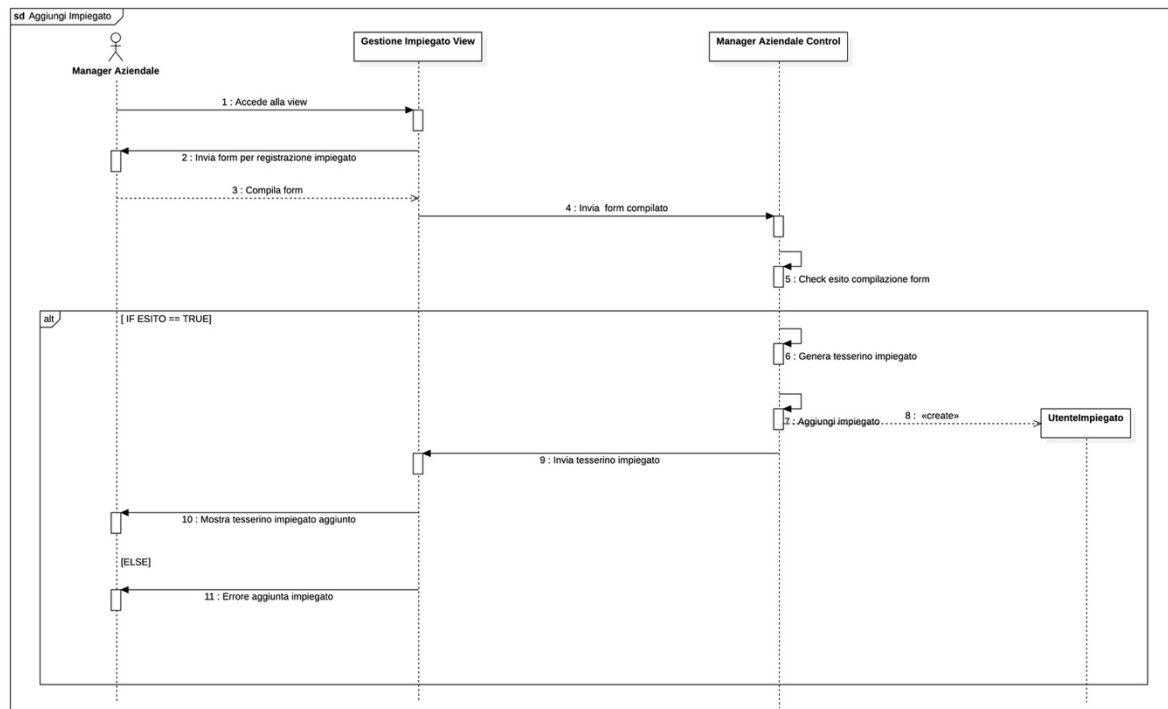 sd Aggiungi Impiegato
Manager Aziendale
Gestione Impiegato View
Manager Aziendale Control
1 : Accede alla view
2 : Invia form per registrazione impiegato
3 : Compila form
4 : Invia form compilato
5 : Check esito compilazione form
alt
[ IF ESITO == TRUE]
6 : Genera tesserino impiegato
7 : Aggiungi impiegato
8 : «create»
UtenteImpiegato
9 : Invia tesserino impiegato
10 : Mostra tesserino impiegato aggiunto
[ELSE]
11 : Errore aggiunta impiegato